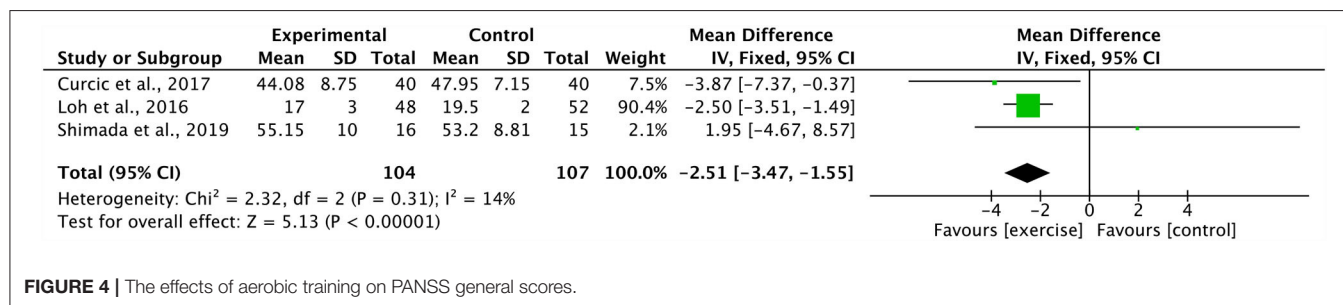 Experimental Control Mean Difference Mean Difference
Study or Subgroup Mean SD Total Mean SD Total Weight IV, Fixed, 95% CI IV, Fixed, 95% CI
Curcic et al., 2017 44.08 8.75 40 47.95 7.15 40 7.5% −3.87 [−7.37, −0.37]
Loh et al., 2016 17 3 48 19.5 2 52 90.4% −2.50 [−3.51, −1.49]
Shimada et al., 2019 55.15 10 16 53.2 8.81 15 2.1% 1.95 [−4.67, 8.57]
Total (95% CI) 104 107 100.0% −2.51 [−3.47, −1.55]
Heterogeneity: Chi² = 2.32, df = 2 (P = 0.31); I² = 14%
Test for overall effect: Z = 5.13 (P < 0.00001)
−4 −2 0 2 4
Favours [exercise] Favours [control]
FIGURE 4 | The effects of aerobic training on PANSS general scores.